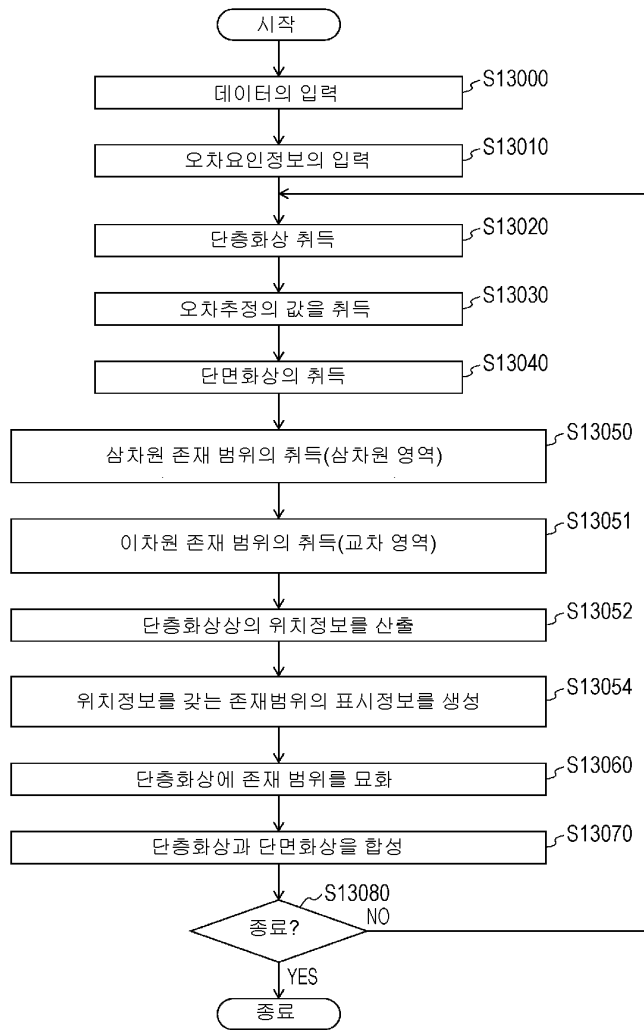 시작
데이터의 입력
S13000
오차요인정보의 입력
S13010
단층화상 취득
S13020
오차추정의 값을 취득
S13030
단면화상의 취득
S13040
삼차원 존재 범위의 취득(삼차원 영역)
S13050
이차원 존재 범위의 취득(교차 영역)
S13051
단층화상상의 위치정보를 산출
S13052
위치정보를 갖는 존재범위의 표시정보를 생성
S13054
단층화상에 존재 범위를 묘화
S13060
단층화상과 단면화상을 합성
S13070
S13080
종료?
NO
YES
종료